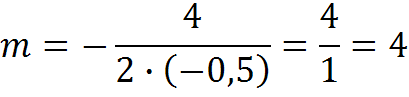 m = − 4 / (2 · (−0,5)) = 4/1 = 4